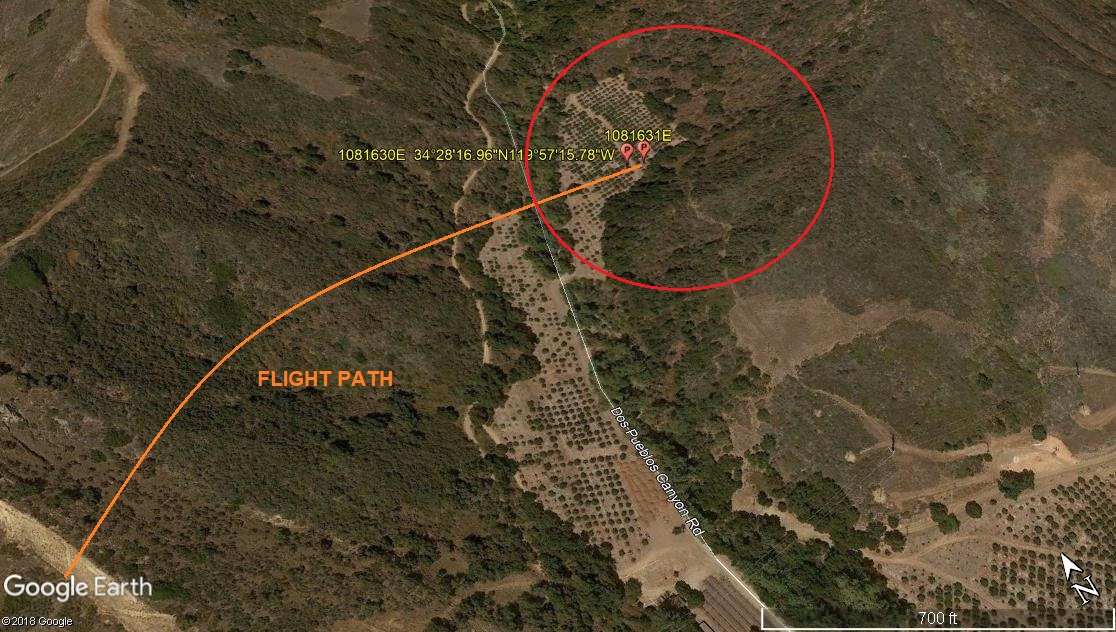 1081631E
1081630E 34°28'16.96"N119°57'15.78"W
P P
FLIGHT PATH
Dos Pueblos Canyon Rd
N
700 ft
Google Earth
©2018 Google